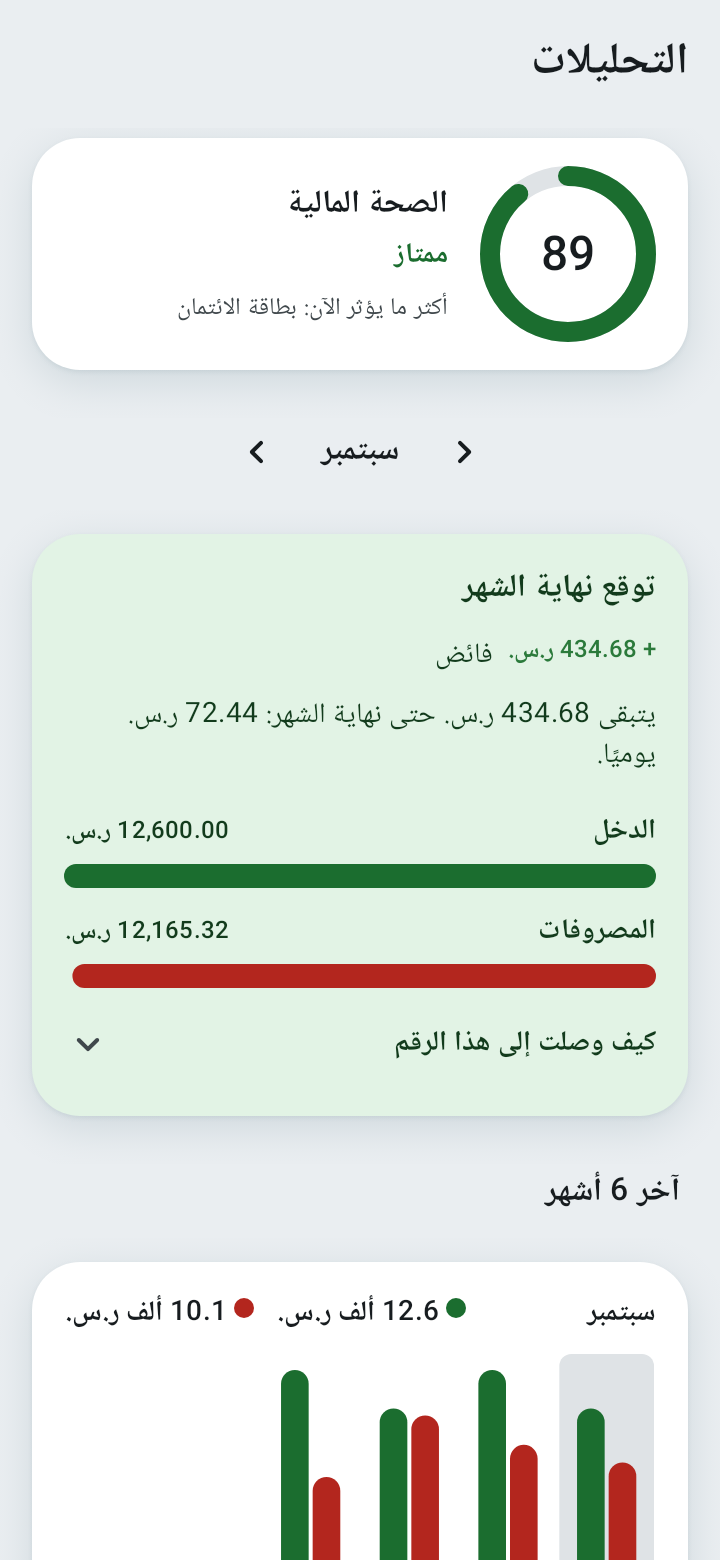 التحليلات
89
الصحة المالية
ممتاز
أكثر ما يؤثر الآن: بطاقة الائتمان
سبتمبر
توقع نهاية الشهر
+ 434.68 ر.س. فائض
يتبقى 434.68 ر.س. حتى نهاية الشهر: 72.44 ر.س.
يوميًا.
الدخل 12,600.00 ر.س.
المصروفات 12,165.32 ر.س.
كيف وصلت إلى هذا الرقم
آخر 6 أشهر
سبتمبر 12.6 ألف ر.س. 10.1 ألف ر.س.